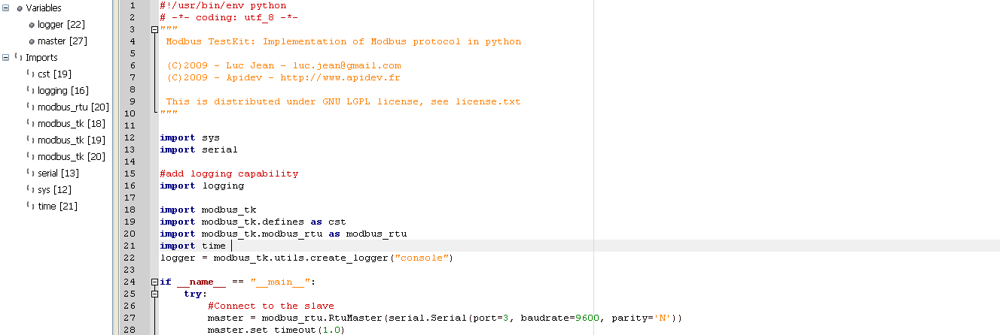 Variables
logger [22]
master [27]
Imports
cst [19]
logging [16]
modbus_rtu [20]
modbus_tk [18]
modbus_tk [19]
modbus_tk [20]
serial [13]
sys [12]
time [21]
1 #!/usr/bin/env python
2 # -*- coding: utf_8 -*-
3 """
4 Modbus TestKit: Implementation of Modbus protocol in python
5
6 (C)2009 - Luc Jean - luc.jean@gmail.com
7 (C)2009 - Apidev - http://www.apidev.fr
8
9 This is distributed under GNU LGPL license, see license.txt
10 """
11
12 import sys
13 import serial
14
15 #add logging capability
16 import logging
17
18 import modbus_tk
19 import modbus_tk.defines as cst
20 import modbus_tk.modbus_rtu as modbus_rtu
21 import time
22 logger = modbus_tk.utils.create_logger("console")
23
24 if __name__ == "__main__":
25 try:
26 #Connect to the slave
27 master = modbus_rtu.RtuMaster(serial.Serial(port=3, baudrate=9600, parity='N'))
28 master.set_timeout(1.0)